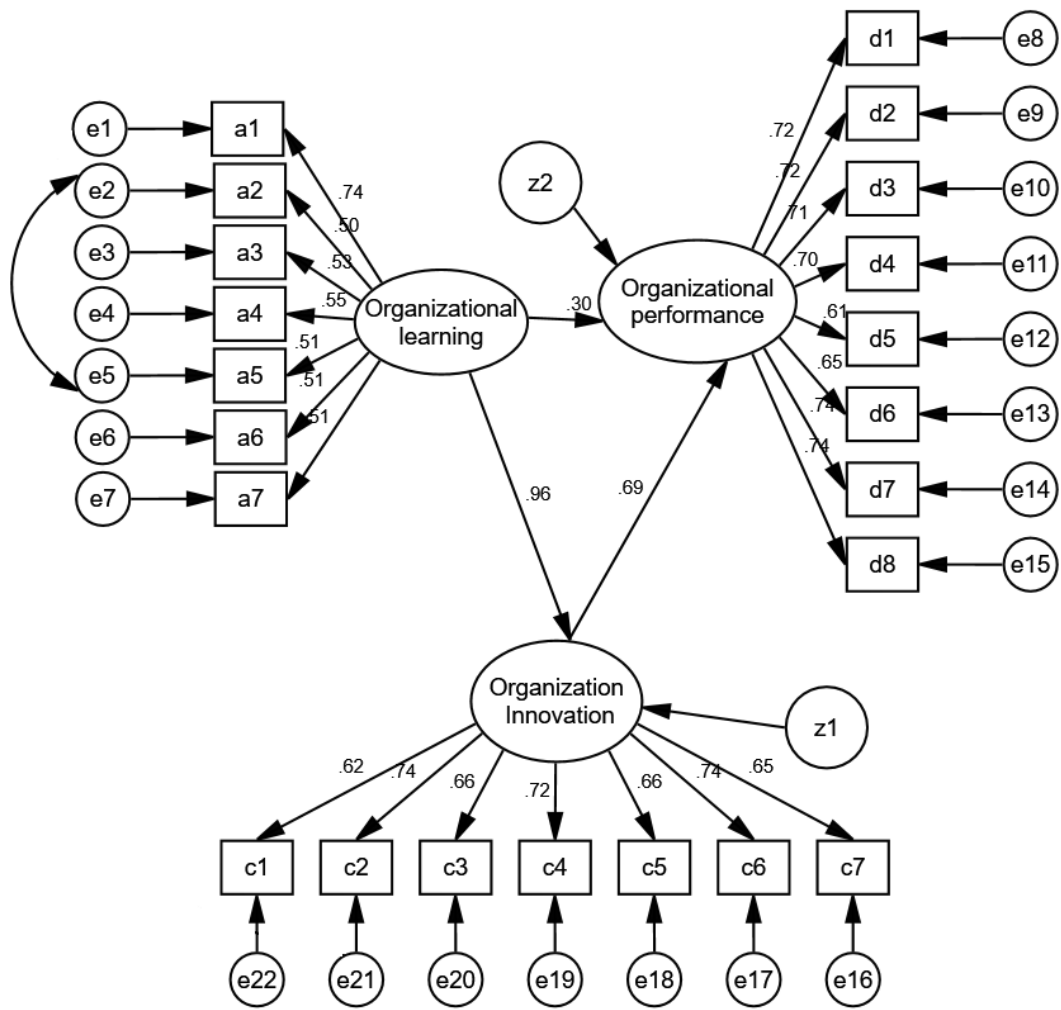 d1
e8
e1
a1
.72
d2
e9
e2
a2
z2
.74
.72
d3
e10
e3
a3
.50
.71
d4
e11
.53
.70
e4
a4
.55
Organizational
learning
.30
Organizational
performance
.61
d5
e12
e5
a5
.51
.65
.51
.74
d6
e13
e6
a6
.51
.74
e7
a7
.96
.69
d7
e14
d8
e15
Organization
Innovation
z1
.62
.74
.66
.72
.66
.74
.65
c1
c2
c3
c4
c5
c6
c7
e22
e21
e20
e19
e18
e17
e16